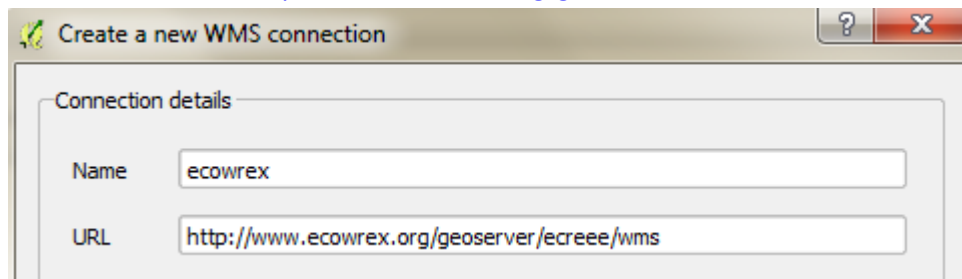 Create a new WMS connection
Connection details
Name ecowrex
URL http://www.ecowrex.org/geoserver/ecreee/wms